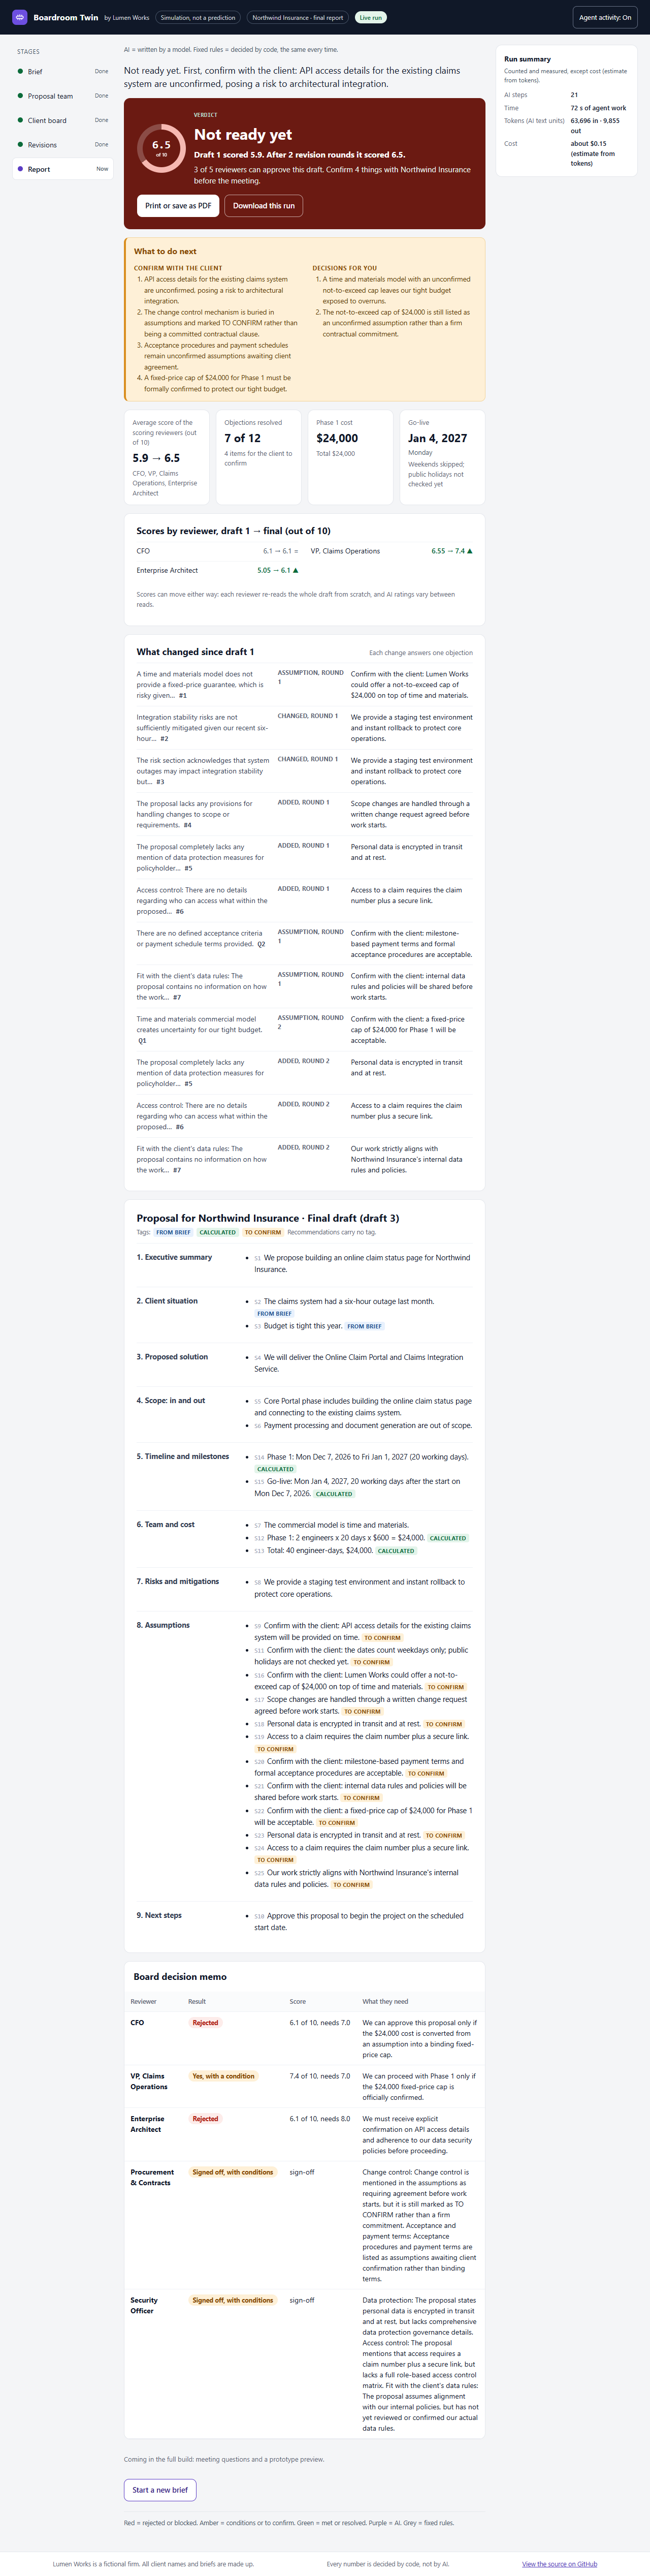 Boardroom Twin by Lumen Works
Simulation, not a prediction
Northwind Insurance · final report
Live run
Agent activity: On
STAGES
Brief Done
Proposal team Done
Client board Done
Revisions Done
Report Now
AI = written by a model. Fixed rules = decided by code, the same every time.
Not ready yet. First, confirm with the client: API access details for the existing claims
system are unconfirmed, posing a risk to architectural integration.
VERDICT
6.5
of 10
Not ready yet
Draft 1 scored 5.9. After 2 revision rounds it scored 6.5.
3 of 5 reviewers can approve this draft. Confirm 4 things with Northwind Insurance
before the meeting.
Print or save as PDF
Download this run
What to do next
CONFIRM WITH THE CLIENT
1. API access details for the existing claims system
are unconfirmed, posing a risk to architectural
integration.
2. The change control mechanism is buried in
assumptions and marked TO CONFIRM rather than
being a committed contractual clause.
3. Acceptance procedures and payment schedules
remain unconfirmed assumptions awaiting client
agreement.
4. A fixed-price cap of $24,000 for Phase 1 must be
formally confirmed to protect our tight budget.
DECISIONS FOR YOU
1. A time and materials model with an unconfirmed
not-to-exceed cap leaves our tight budget
exposed to overruns.
2. The not-to-exceed cap of $24,000 is still listed as
an unconfirmed assumption rather than a firm
contractual commitment.
Average score of the
scoring reviewers (out
of 10)
5.9 → 6.5
CFO, VP, Claims
Operations, Enterprise
Architect
Objections resolved
7 of 12
4 items for the client to
confirm
Phase 1 cost
$24,000
Total $24,000
Go-live
Jan 4, 2027
Monday
Weekends skipped;
public holidays not
checked yet
Scores by reviewer, draft 1 → final (out of 10)
CFO 6.1 → 6.1 =
VP, Claims Operations 6.55 → 7.4 ▲
Enterprise Architect 5.05 → 6.1 ▲
Scores can move either way: each reviewer re-reads the whole draft from scratch, and AI ratings vary between
reads.
What changed since draft 1
Each change answers one objection
A time and materials model does not
provide a fixed-price guarantee, which is
risky given... #1
ASSUMPTION, ROUND
1
Confirm with the client: Lumen Works
could offer a not-to-exceed cap of
$24,000 on top of time and materials.
Integration stability risks are not
sufficiently mitigated given our recent six-
hour... #2
CHANGED, ROUND 1
We provide a staging test environment
and instant rollback to protect core
operations.
The risk section acknowledges that system
outages may impact integration stability
but... #3
CHANGED, ROUND 1
We provide a staging test environment
and instant rollback to protect core
operations.
The proposal lacks any provisions for
handling changes to scope or
requirements. #4
ADDED, ROUND 1
Scope changes are handled through a
written change request agreed before
work starts.
The proposal completely lacks any
mention of data protection measures for
policyholder... #5
ADDED, ROUND 1
Personal data is encrypted in transit
and at rest.
Access control: There are no details
regarding who can access what within the
proposed... #6
ADDED, ROUND 1
Access to a claim requires the claim
number plus a secure link.
There are no defined acceptance criteria
or payment schedule terms provided. Q2
ASSUMPTION, ROUND
1
Confirm with the client: milestone-
based payment terms and formal
acceptance procedures are acceptable.
Fit with the client's data rules: The
proposal contains no information on how
the work... #7
ASSUMPTION, ROUND
1
Confirm with the client: internal data
rules and policies will be shared before
work starts.
Time and materials commercial model
creates uncertainty for our tight budget.
Q1
ASSUMPTION, ROUND
2
Confirm with the client: a fixed-price
cap of $24,000 for Phase 1 will be
acceptable.
The proposal completely lacks any
mention of data protection measures for
policyholder... #5
ADDED, ROUND 2
Personal data is encrypted in transit
and at rest.
Access control: There are no details
regarding who can access what within the
proposed... #6
ADDED, ROUND 2
Access to a claim requires the claim
number plus a secure link.
Fit with the client's data rules: The
proposal contains no information on how
the work... #7
ADDED, ROUND 2
Our work strictly aligns with
Northwind Insurance's internal data
rules and policies.
Proposal for Northwind Insurance · Final draft (draft 3)
Tags: FROM BRIEF CALCULATED TO CONFIRM Recommendations carry no tag.
1. Executive summary
• S1 We propose building an online claim status page for Northwind
Insurance.
2. Client situation
• S2 The claims system had a six-hour outage last month.
FROM BRIEF
• S3 Budget is tight this year. FROM BRIEF
3. Proposed solution
• S4 We will deliver the Online Claim Portal and Claims Integration
Service.
4. Scope: in and out
• S5 Core Portal phase includes building the online claim status page
and connecting to the existing claims system.
• S6 Payment processing and document generation are out of scope.
5. Timeline and milestones
• S14 Phase 1: Mon Dec 7, 2026 to Fri Jan 1, 2027 (20 working days).
CALCULATED
• S15 Go-live: Mon Jan 4, 2027, 20 working days after the start on
Mon Dec 7, 2026. CALCULATED
6. Team and cost
• S7 The commercial model is time and materials.
• S12 Phase 1: 2 engineers x 20 days x $600 = $24,000. CALCULATED
• S13 Total: 40 engineer-days, $24,000. CALCULATED
7. Risks and mitigations
• S8 We provide a staging test environment and instant rollback to
protect core operations.
8. Assumptions
• S9 Confirm with the client: API access details for the existing claims
system will be provided on time. TO CONFIRM
• S11 Confirm with the client: the dates count weekdays only; public
holidays are not checked yet. TO CONFIRM
• S16 Confirm with the client: Lumen Works could offer a not-to-
exceed cap of $24,000 on top of time and materials. TO CONFIRM
• S17 Scope changes are handled through a written change request
agreed before work starts. TO CONFIRM
• S18 Personal data is encrypted in transit and at rest. TO CONFIRM
• S19 Access to a claim requires the claim number plus a secure link.
TO CONFIRM
• S20 Confirm with the client: milestone-based payment terms and
formal acceptance procedures are acceptable. TO CONFIRM
• S21 Confirm with the client: internal data rules and policies will be
shared before work starts. TO CONFIRM
• S22 Confirm with the client: a fixed-price cap of $24,000 for Phase 1
will be acceptable. TO CONFIRM
• S23 Personal data is encrypted in transit and at rest. TO CONFIRM
• S24 Access to a claim requires the claim number plus a secure link.
TO CONFIRM
• S25 Our work strictly aligns with Northwind Insurance's internal
data rules and policies. TO CONFIRM
9. Next steps
• S10 Approve this proposal to begin the project on the scheduled
start date.
Board decision memo
Reviewer Result Score What they need
CFO
Rejected
6.1 of 10, needs 7.0
We can approve this proposal only if
the $24,000 cost is converted from
an assumption into a binding fixed-
price cap.
VP, Claims
Operations
Yes, with a condition
7.4 of 10, needs 7.0
We can proceed with Phase 1 only if
the $24,000 fixed-price cap is
officially confirmed.
Enterprise
Architect
Rejected
6.1 of 10, needs 8.0
We must receive explicit
confirmation on API access details
and adherence to our data security
policies before proceeding.
Procurement
& Contracts
Signed off, with conditions
sign-off
Change control: Change control is
mentioned in the assumptions as
requiring agreement before work
starts, but it is still marked as TO
CONFIRM rather than a firm
commitment. Acceptance and
payment terms: Acceptance
procedures and payment terms are
listed as assumptions awaiting client
confirmation rather than binding
terms.
Security
Officer
Signed off, with conditions
sign-off
Data protection: The proposal states
personal data is encrypted in transit
and at rest, but lacks comprehensive
data protection governance details.
Access control: The proposal
mentions that access requires a
claim number plus a secure link, but
lacks a full role-based access control
matrix. Fit with the client's data rules:
The proposal assumes alignment
with our internal policies, but has not
yet reviewed or confirmed our actual
data rules.
Coming in the full build: meeting questions and a prototype preview.
Start a new brief
Red = rejected or blocked. Amber = conditions or to confirm. Green = met or resolved. Purple = AI. Grey = fixed rules.
Run summary
Counted and measured, except cost (estimate
from tokens).
AI steps 21
Time 72 s of agent work
Tokens (AI text units) 63,696 in · 9,855
out
Cost about $0.15
(estimate from
tokens)
Lumen Works is a fictional firm. All client names and briefs are made up.
Every number is decided by code, not by AI.
View the source on GitHub